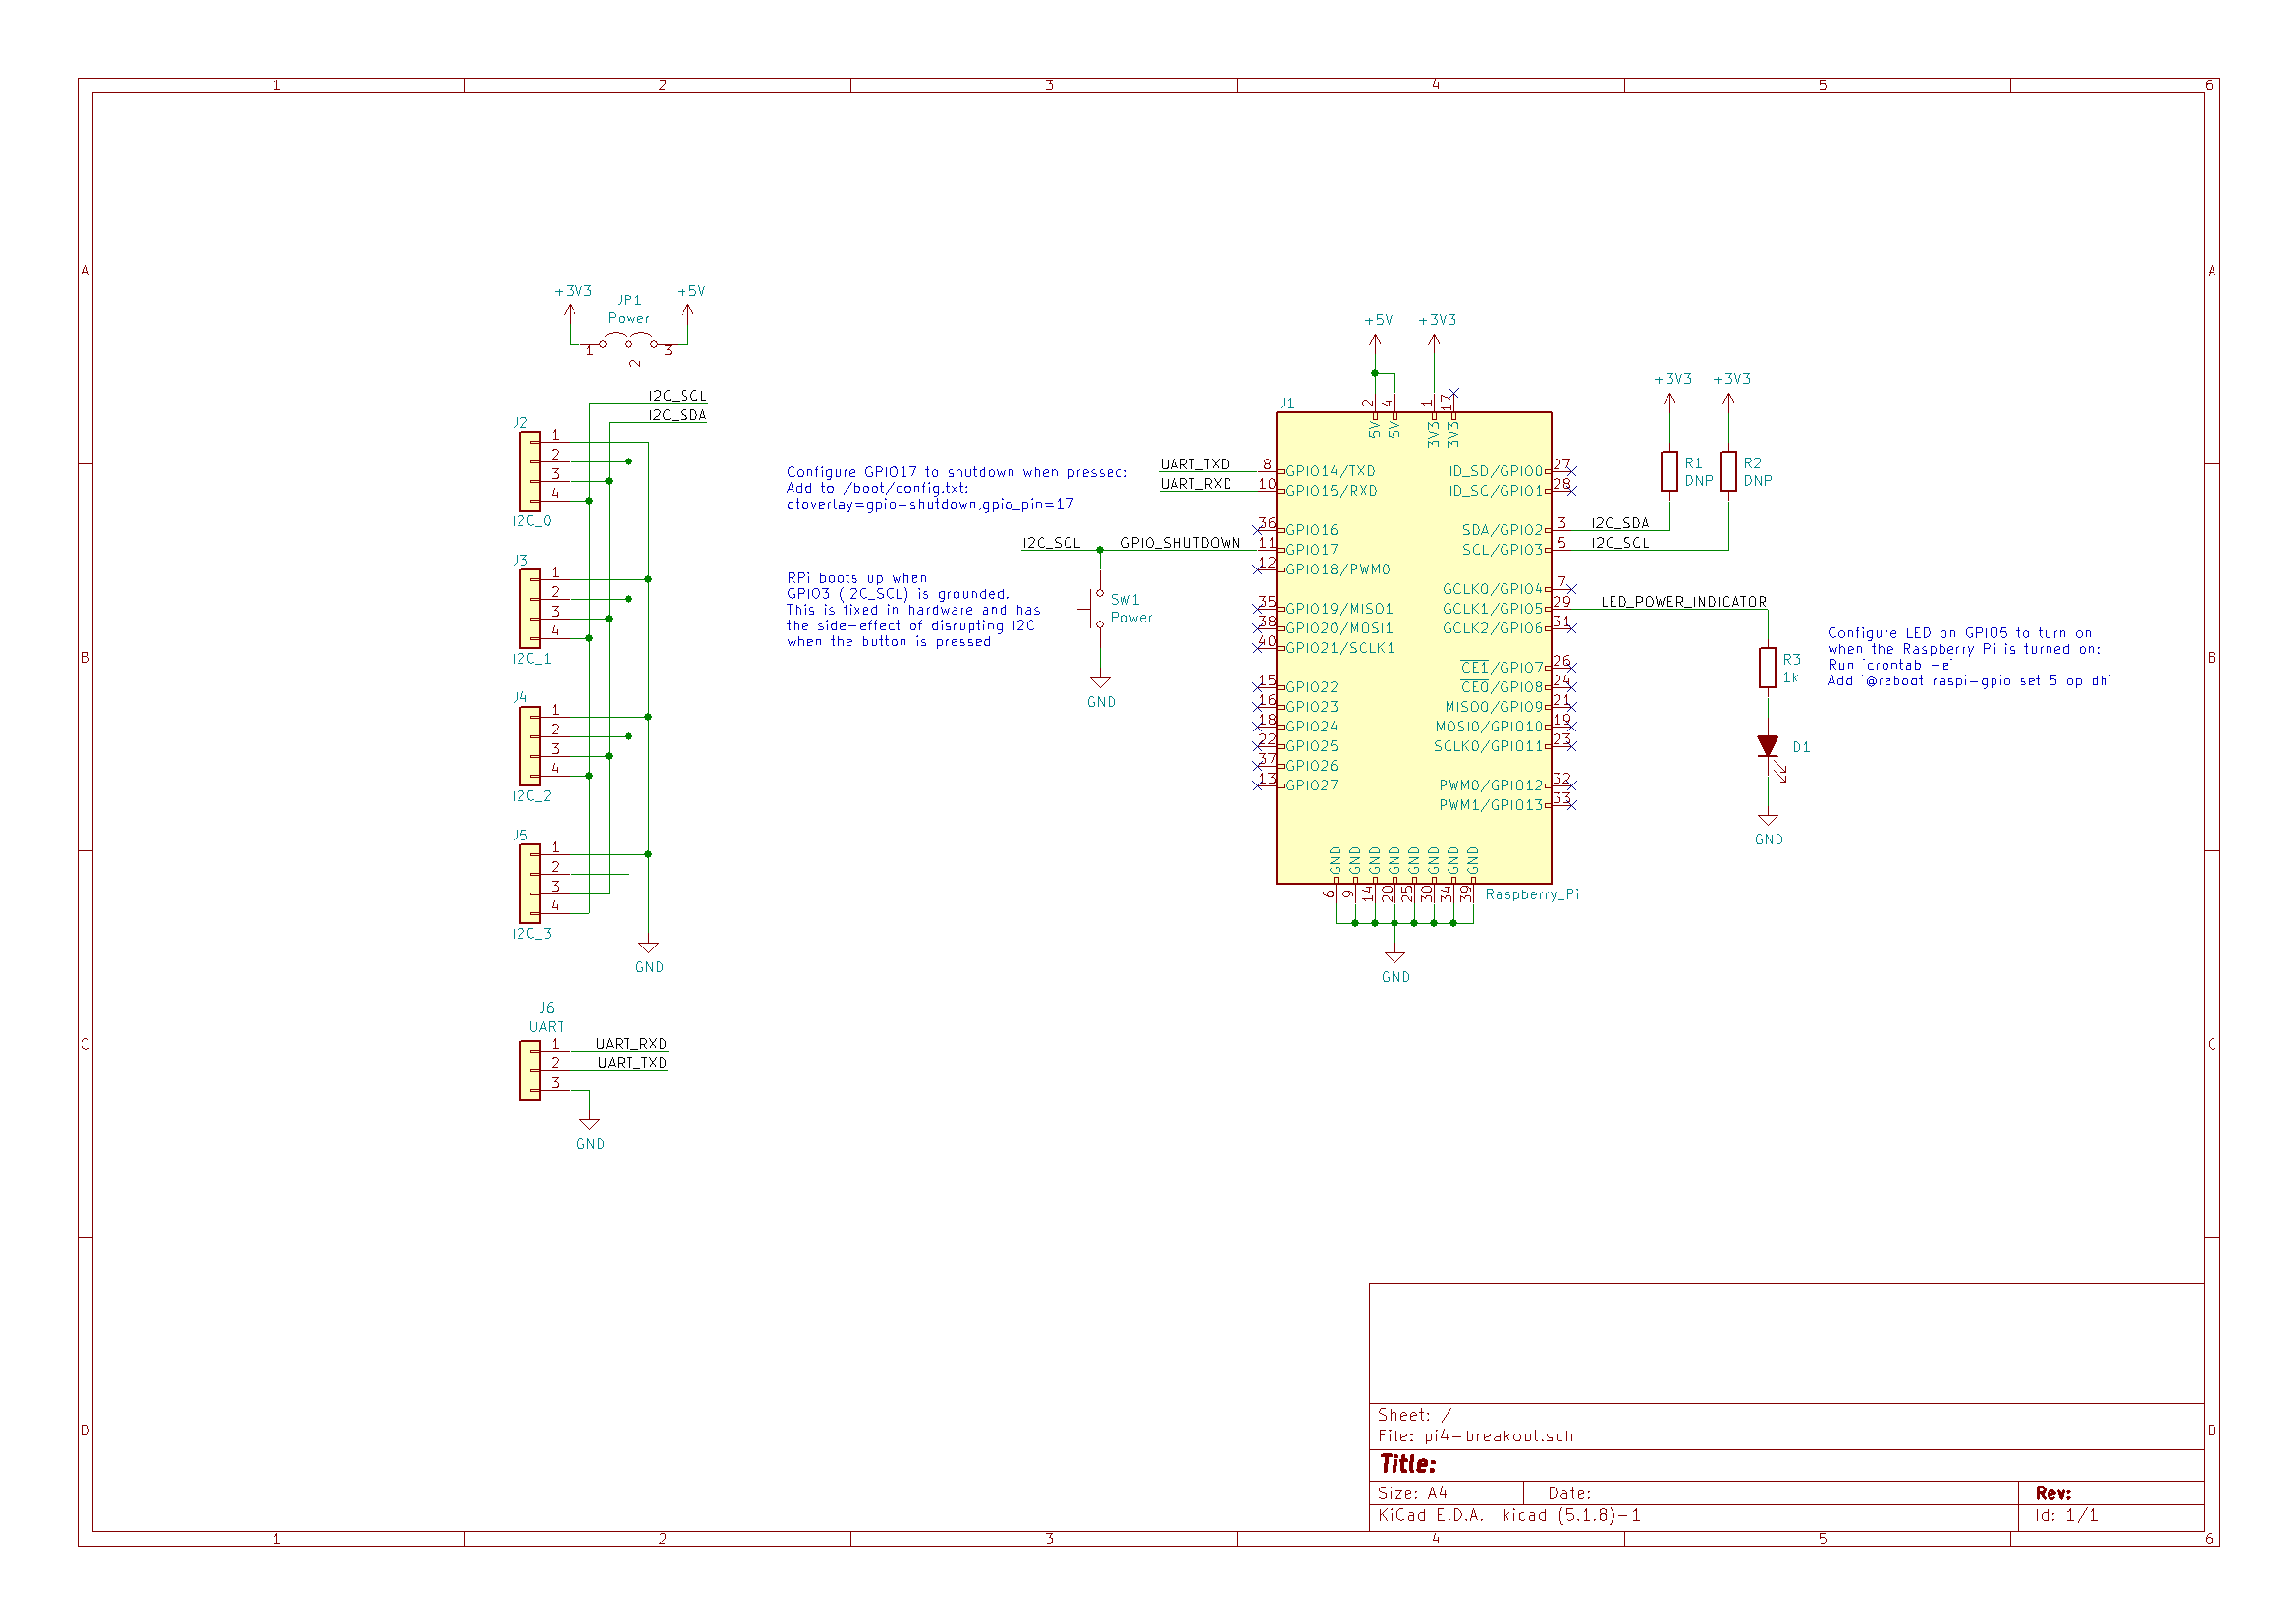 1 2 3 4 5 6
A A
B B
C C
D D
1 2 3 4 5 6
+3V3
JP1
Power
+5V
1 2 3
I2C_SCL
I2C_SDA
J2
1
2
3
4
I2C_0
J3
1
2
3
4
I2C_1
J4
1
2
3
4
I2C_2
J5
1
2
3
4
I2C_3
GND
J6
UART
1 UART_RXD
2 UART_TXD
3
GND
Configure GPIO17 to shutdown when pressed:
Add to /boot/config.txt:
dtoverlay=gpio-shutdown,gpio_pin=17
RPi boots up when
GPIO3 (I2C_SCL) is grounded.
This is fixed in hardware and has
the side-effect of disrupting I2C
when the button is pressed
I2C_SCL GPIO_SHUTDOWN
SW1
Power
GND
UART_TXD
UART_RXD
J1
+5V +3V3
2 4 1 17
5V 5V 3V3 3V3
8 GPIO14/TXD
10 GPIO15/RXD
36 GPIO16
11 GPIO17
12 GPIO18/PWM0
35 GPIO19/MISO1
38 GPIO20/MOSI1
40 GPIO21/SCLK1
15 GPIO22
16 GPIO23
18 GPIO24
22 GPIO25
37 GPIO26
13 GPIO27
ID_SD/GPIO0 27
ID_SC/GPIO1 28
SDA/GPIO2 3 I2C_SDA
SCL/GPIO3 5 I2C_SCL
GCLK0/GPIO4 7
GCLK1/GPIO5 29 LED_POWER_INDICATOR
GCLK2/GPIO6 31
CE1/GPIO7 26
CE0/GPIO8 24
MISO0/GPIO9 21
MOSI0/GPIO10 19
SCLK0/GPIO11 23
PWM0/GPIO12 32
PWM1/GPIO13 33
GND GND GND GND GND GND GND GND
6 9 14 20 25 30 34 39
Raspberry_Pi
GND
+3V3 +3V3
R1
DNP
R2
DNP
R3
1k
D1
GND
Configure LED on GPIO5 to turn on
when the Raspberry Pi is turned on:
Run `crontab -e`
Add `@reboot raspi-gpio set 5 op dh`
Sheet: /
File: pi4-breakout.sch
Title:
Size: A4 Date: Rev:
KiCad E.D.A. kicad (5.1.8)-1 Id: 1/1